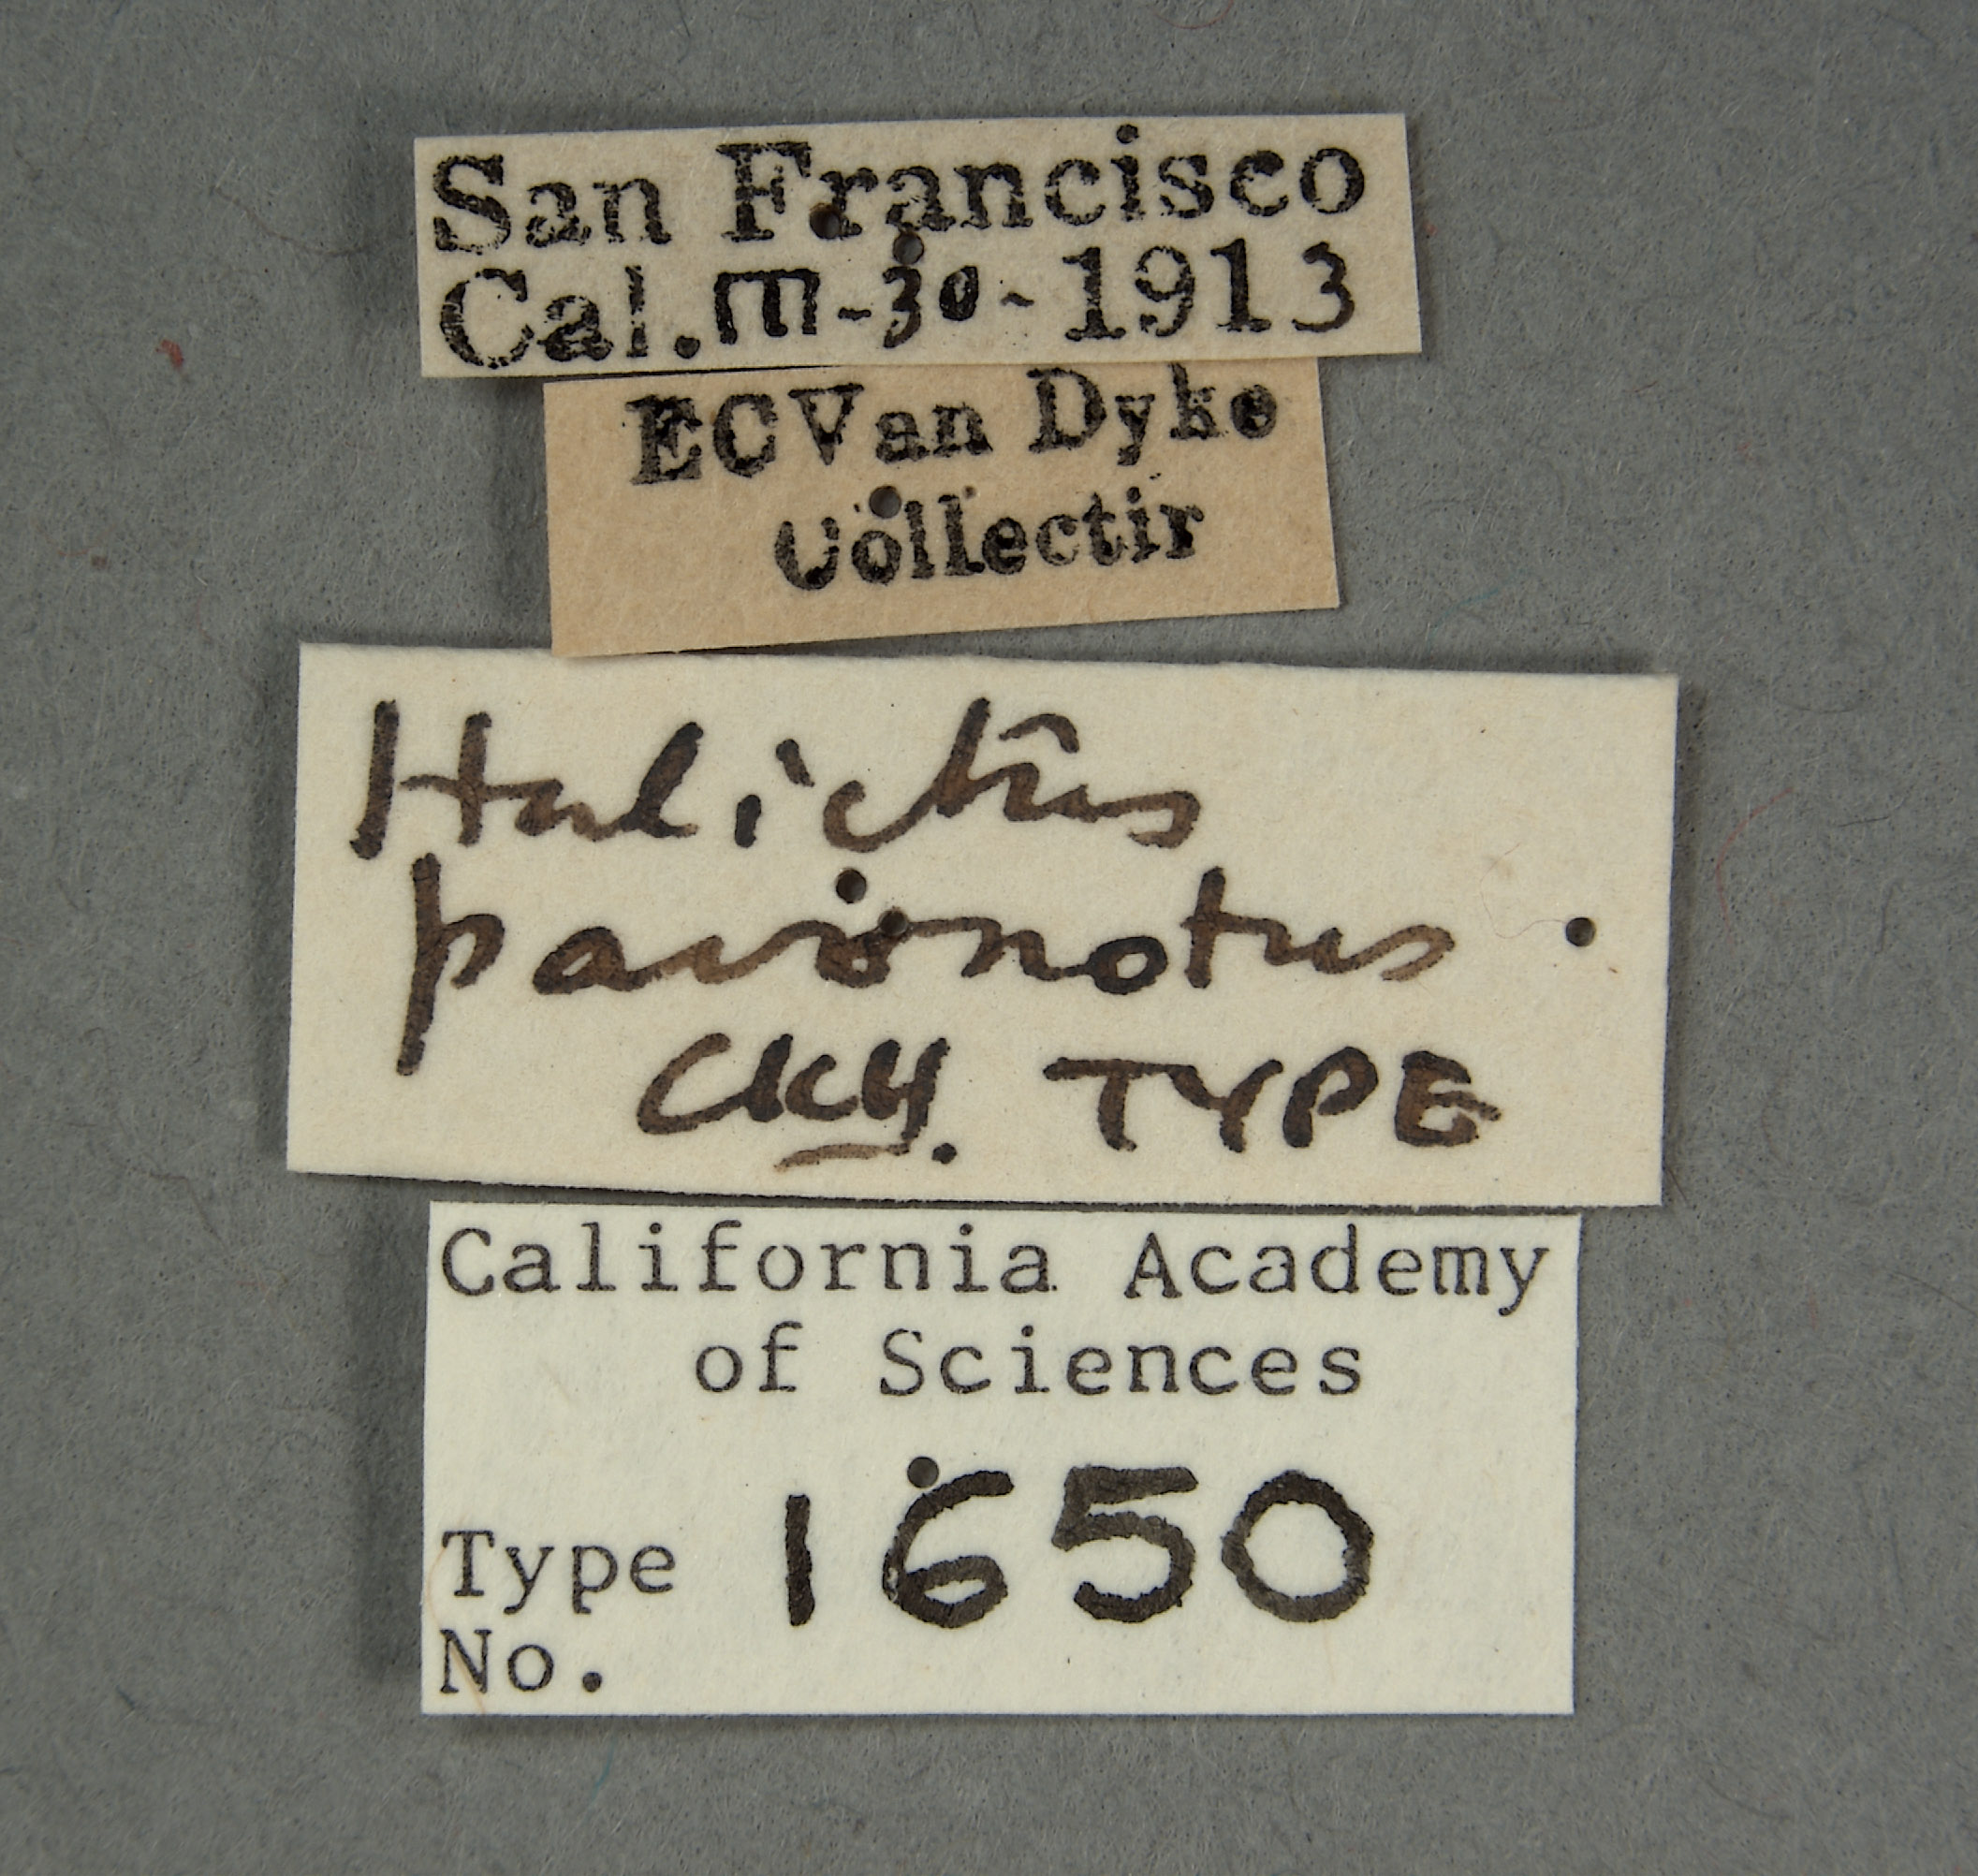 San Francisco
Cal. III-30-1913
ECVan Dyke
Collectir
Halictus
pavonotus
Ckll. TYPE
California Academy
of Sciences
Type 1650
No.